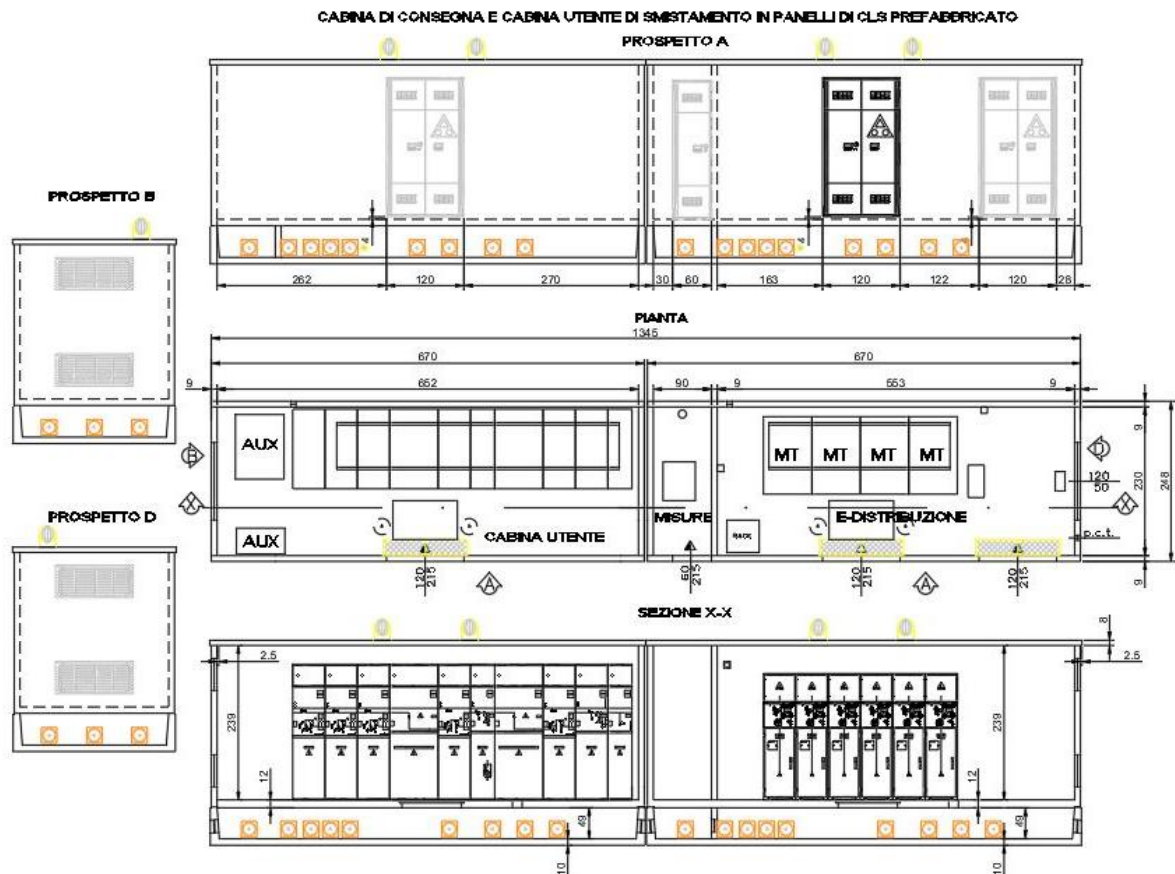 CABINA DI CONSEGNA E CABINA UTENTE DI SMISTAMENTO IN PANELLI DI CLS PREFABBRICATO
PROSPETTO A
PROSPETTO B
4
4
262 120 270 30 60 163 120 122 120 28
PIANTA
1345
670 670
9 652 90 9 553 9
AUX
MT MT MT MT
9
B
D
230
248
120
50
X
X
PROSPETTO D
MISURE
E-DISTRIBUZIONE
AUX
CABINA UTENTE
RACK
p.c.t.
9
120
215
A
60
215
120
215
A
120
215
SEZIONE X-X
8
2.5
2.5
239
239
12
12
49
49
10
10